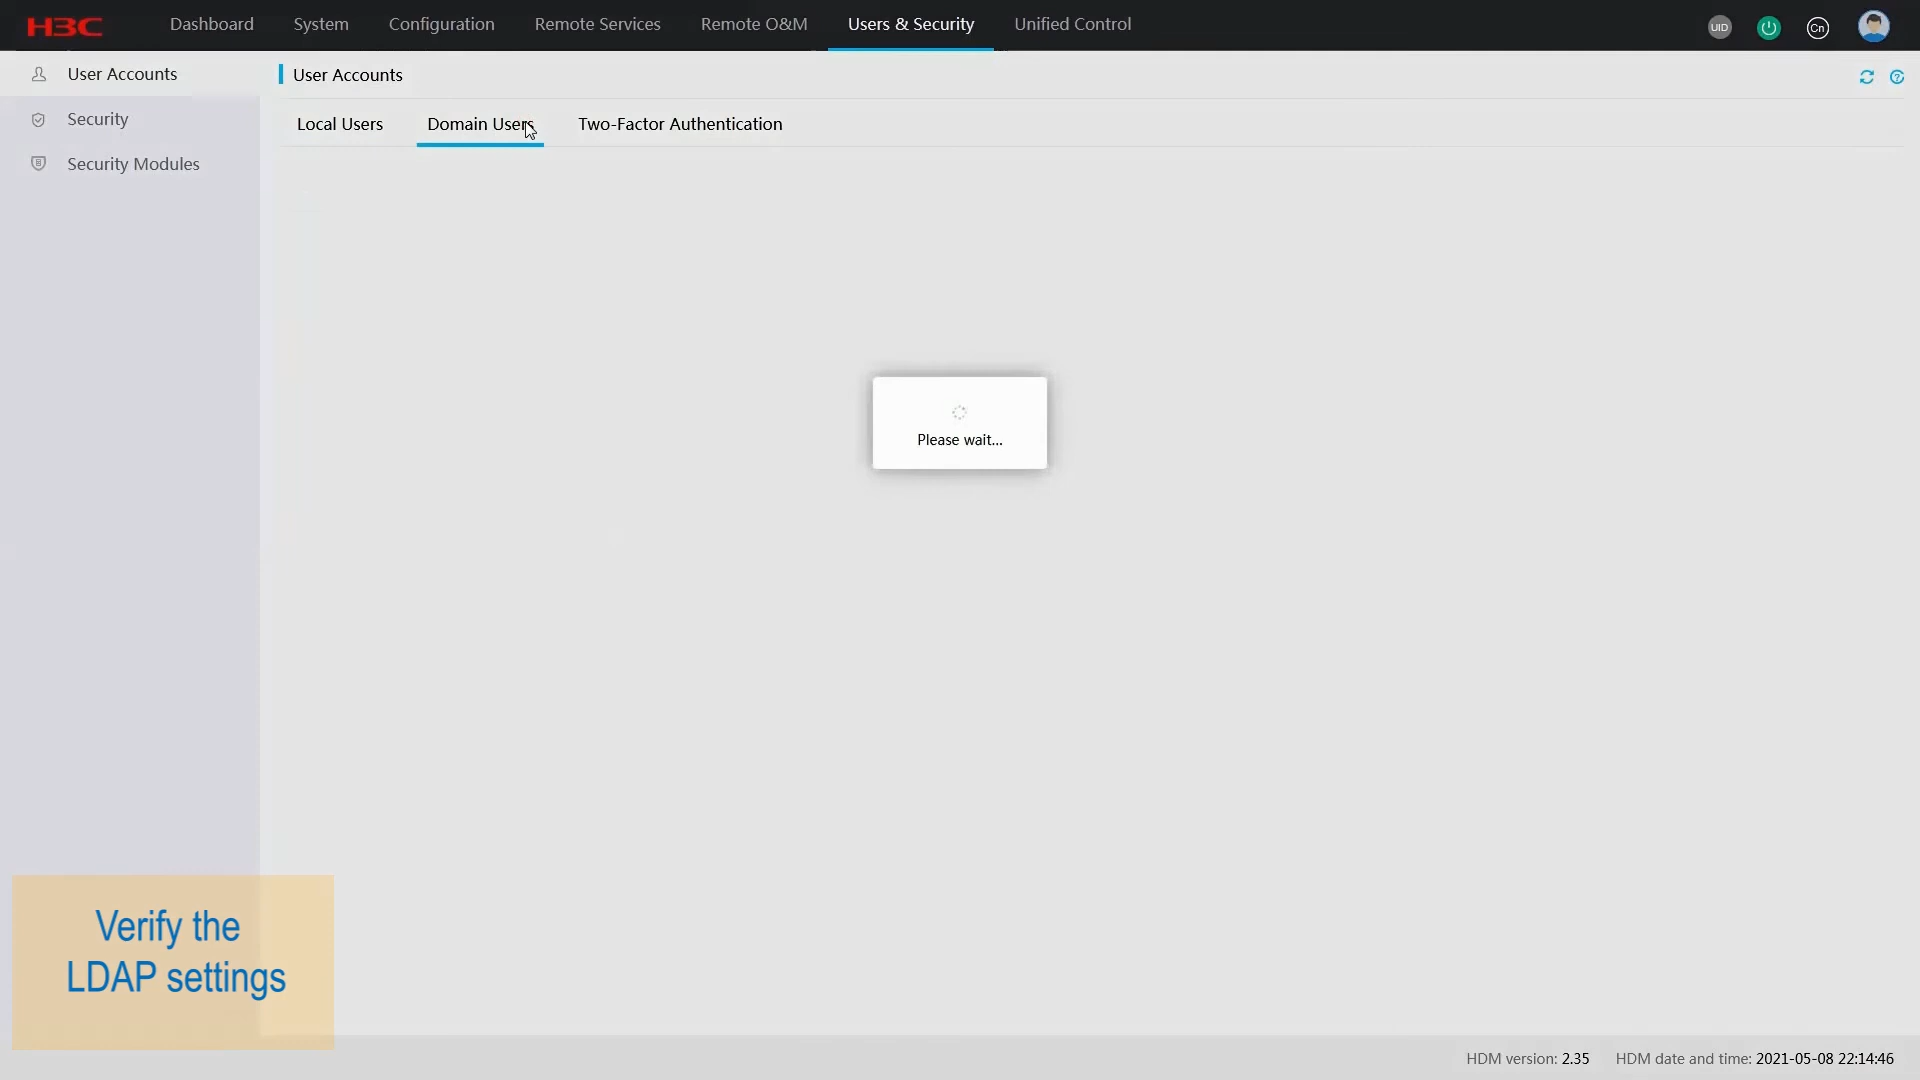 H3C
Dashboard
System
Configuration
Remote Services
Remote O&M
Users & Security
Unified Control
UID
Cn
User Accounts
Security
Security Modules
User Accounts
Local Users
Domain Users
Two-Factor Authentication
Please wait...
Verify the
LDAP settings
HDM version: 2.35
HDM date and time: 2021-05-08 22:14:46